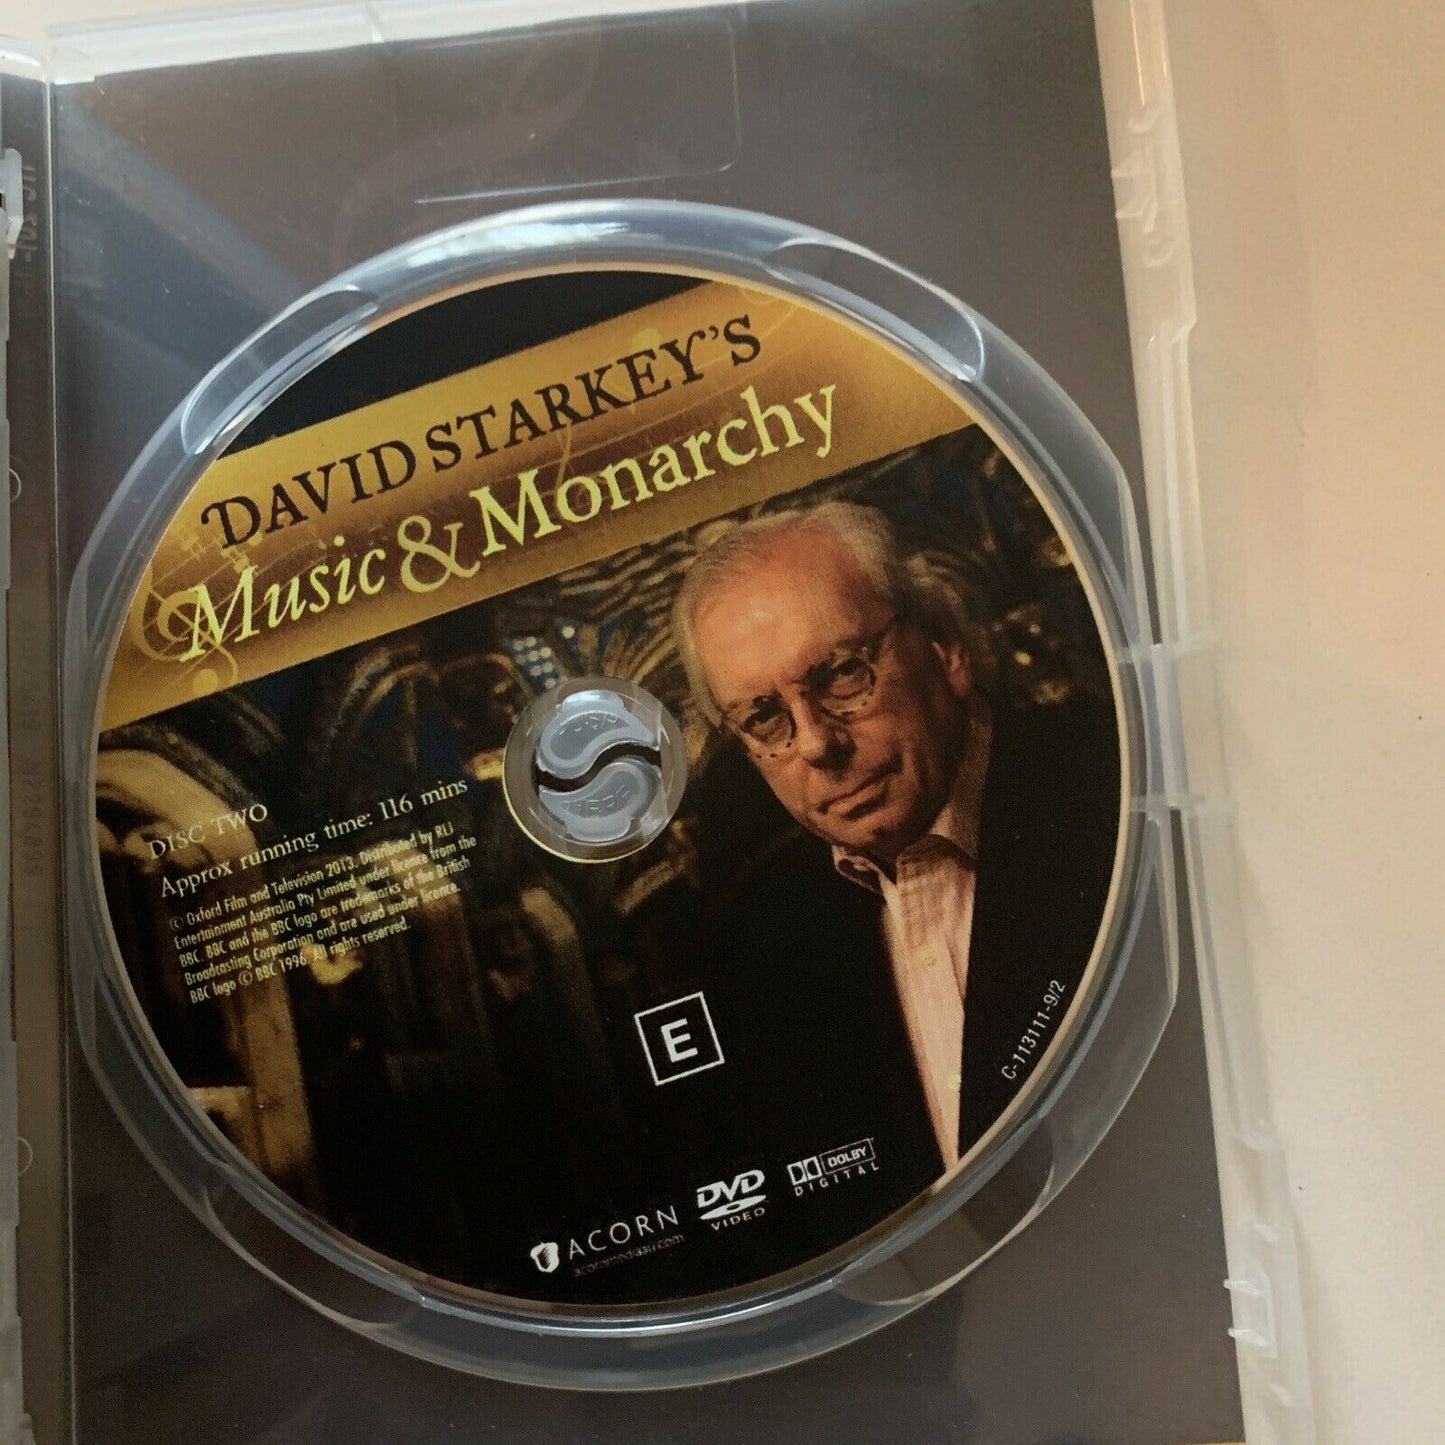 DAVID STARKEY'S
Music & Monarchy
DISC TWO
Approx running time: 116 mins
© Oxford Film and Television 2013. Distributed by RLJ
Entertainment Australia Pty Limited under licence from the
BBC. BBC and the BBC logo are trademarks of the British
Broadcasting Corporation and are used under licence.
BBC logo © BBC 1996. All rights reserved.
E
C-113111-9/2
ACORN
acornmediaau.com
DVD
VIDEO
DOLBY
DIGITAL